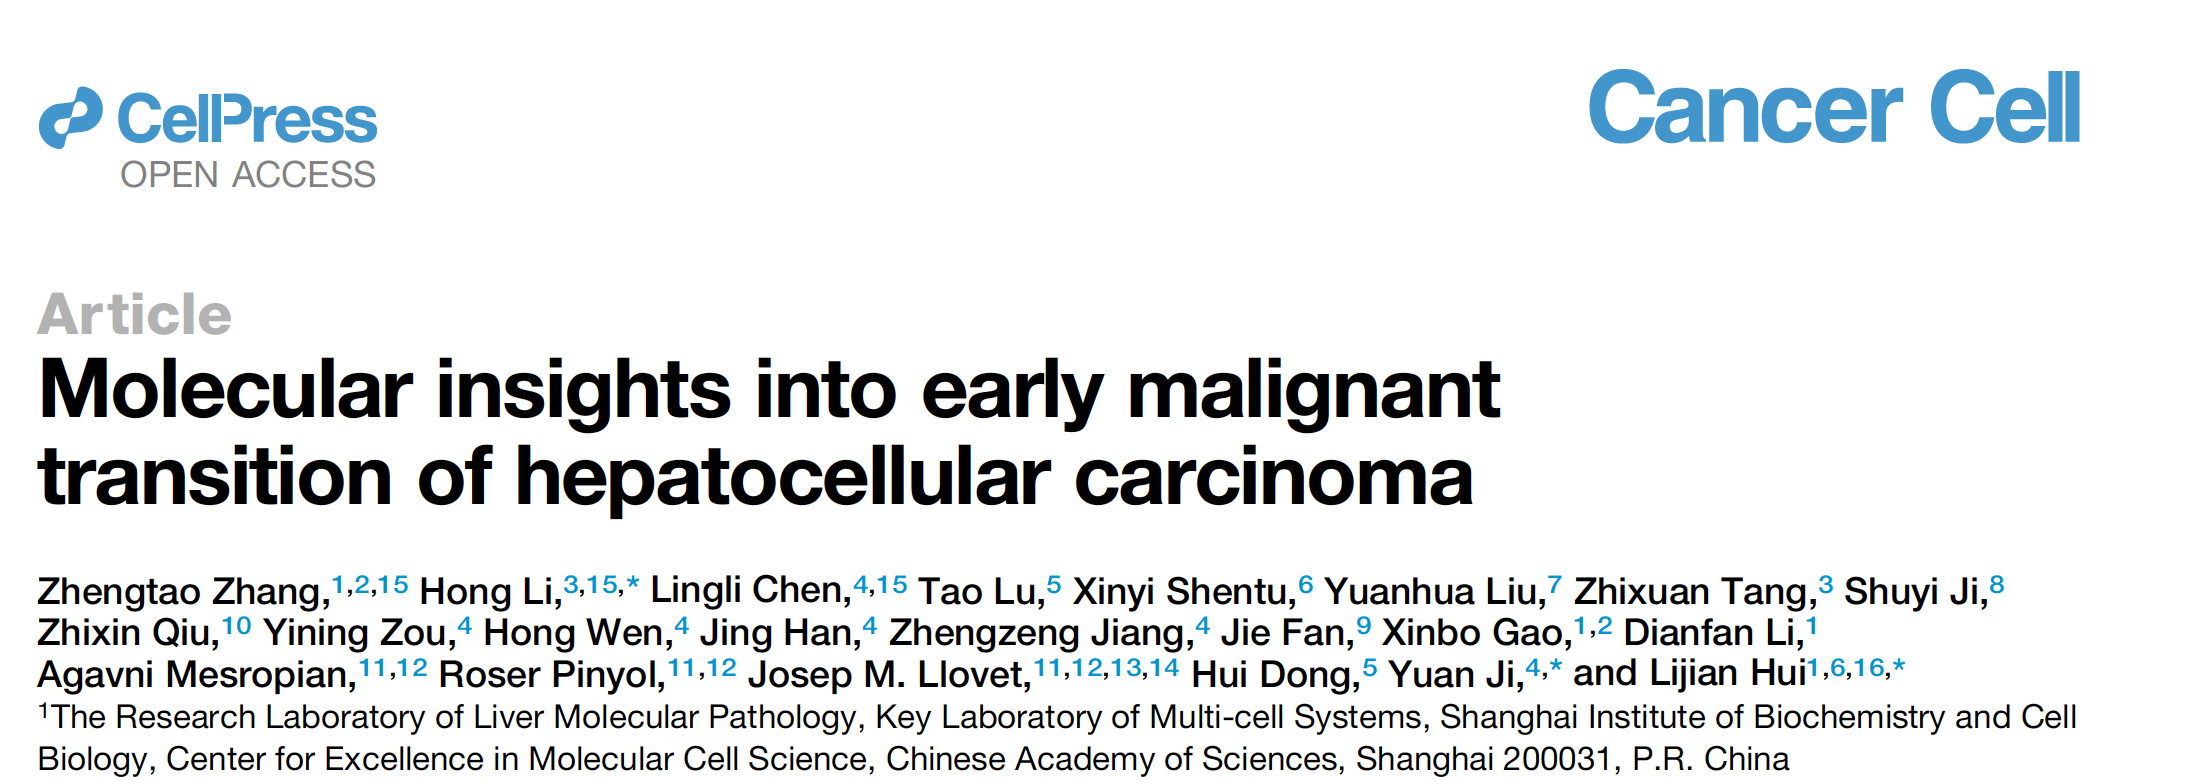 CellPress
OPEN ACCESS
Cancer Cell
Article
Molecular insights into early malignant
transition of hepatocellular carcinoma
Zhengtao Zhang,1,2,15 Hong Li,3,15,* Lingli Chen,4,15 Tao Lu,5 Xinyi Shentu,6 Yuanhua Liu,7 Zhixuan Tang,3 Shuyi Ji,8
Zhixin Qiu,10 Yining Zou,4 Hong Wen,4 Jing Han,4 Zhengzeng Jiang,4 Jie Fan,9 Xinbo Gao,1,2 Dianfan Li,1
Agavni Mesropian,11,12 Roser Pinyol,11,12 Josep M. Llovet,11,12,13,14 Hui Dong,5 Yuan Ji,4,* and Lijian Hui1,6,16,*
1The Research Laboratory of Liver Molecular Pathology, Key Laboratory of Multi-cell Systems, Shanghai Institute of Biochemistry and Cell
Biology, Center for Excellence in Molecular Cell Science, Chinese Academy of Sciences, Shanghai 200031, P.R. China